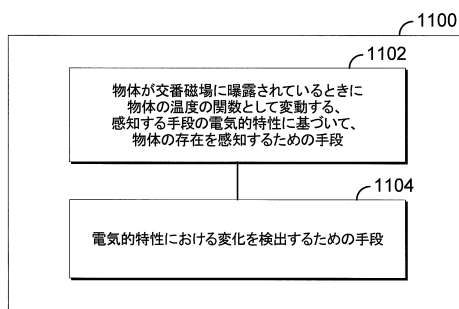 1100
1102
物体が交番磁場に曝露されているときに
物体の温度の関数として変動する、
感知する手段の電気的特性に基づいて、
物体の存在を感知するための手段
1104
電気的特性における変化を検出するための手段